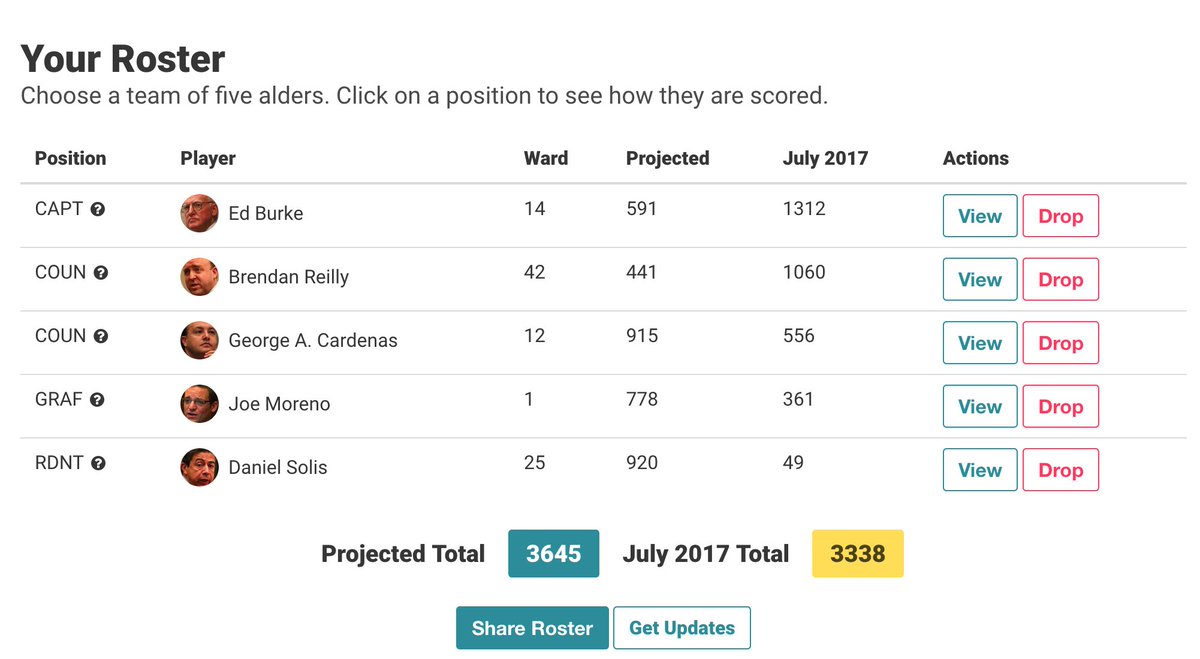 Your Roster
Choose a team of five alders. Click on a position to see how they are scored.
Position Player Ward Projected July 2017 Actions
CAPT ? Ed Burke 14 591 1312 View Drop
COUN ? Brendan Reilly 42 441 1060 View Drop
COUN ? George A. Cardenas 12 915 556 View Drop
GRAF ? Joe Moreno 1 778 361 View Drop
RDNT ? Daniel Solis 25 920 49 View Drop
Projected Total 3645 July 2017 Total 3338
Share Roster Get Updates